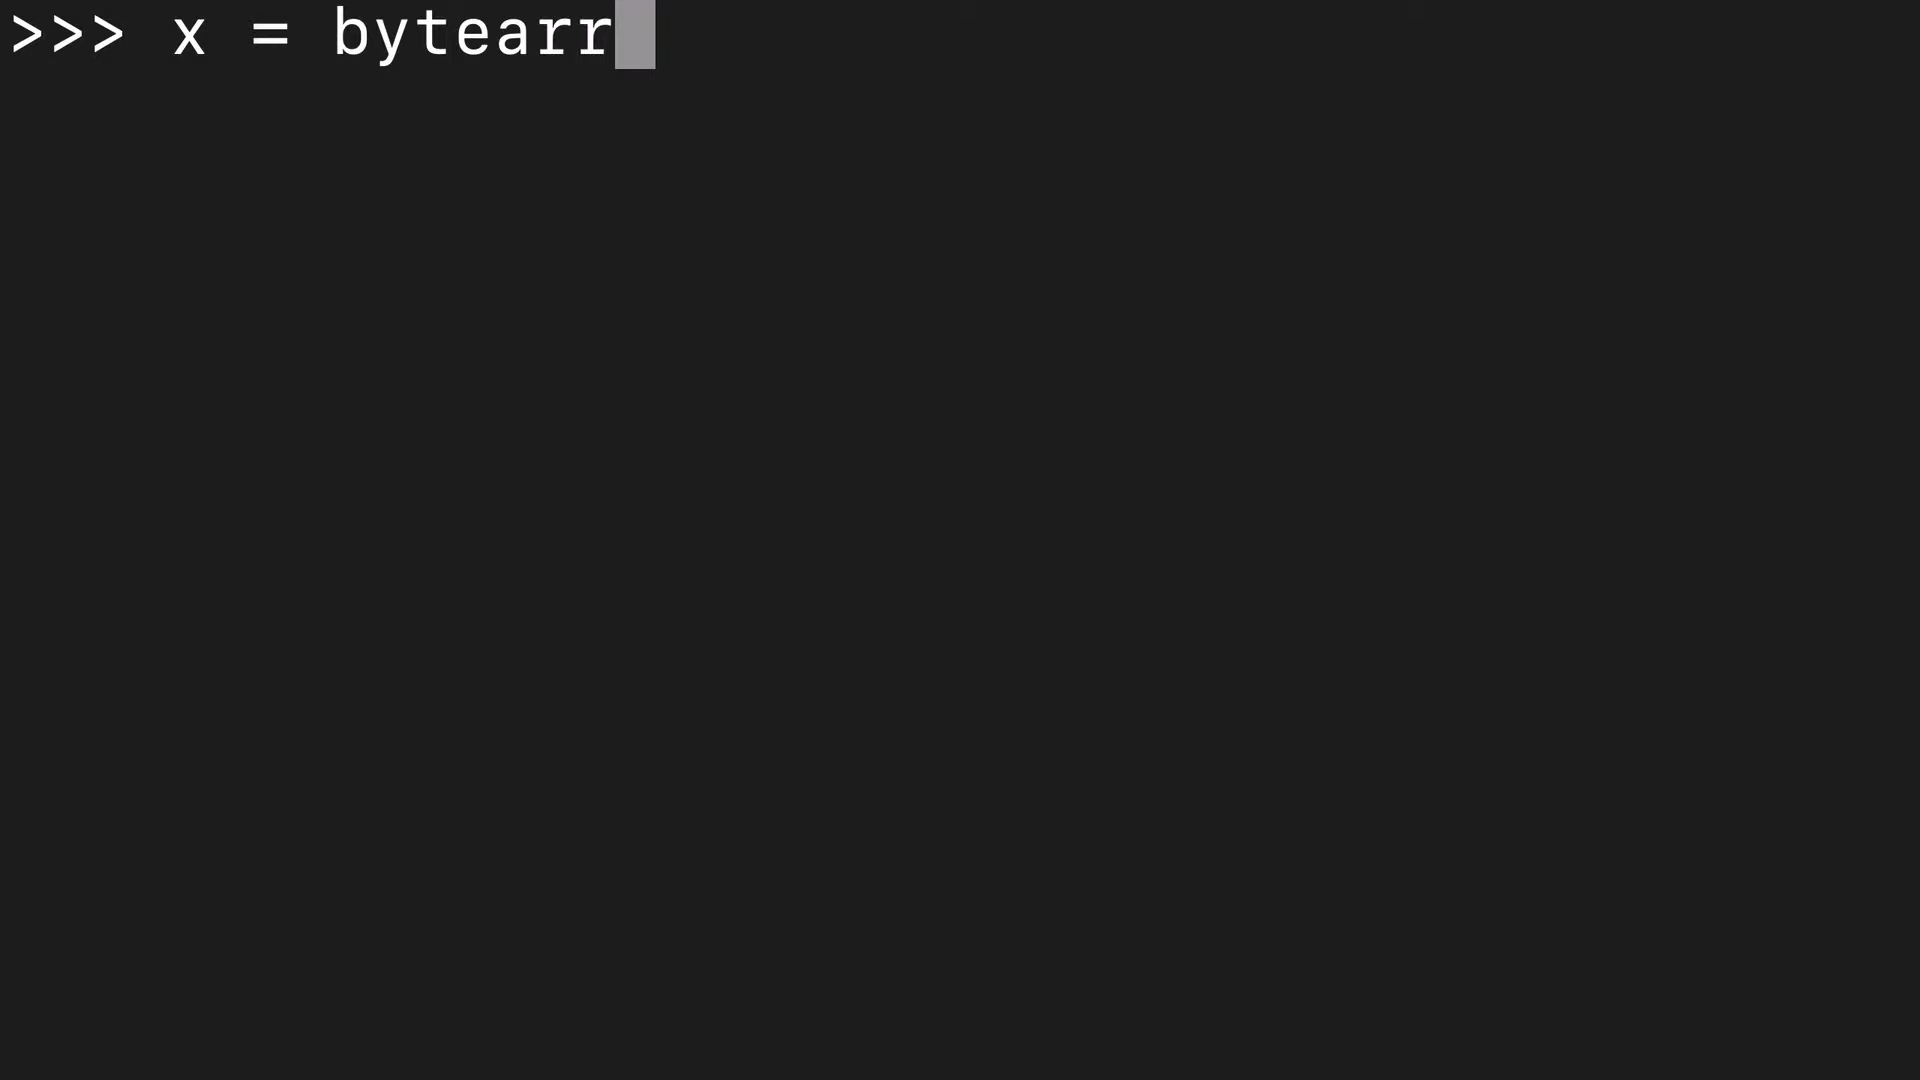 >>> x = bytearr